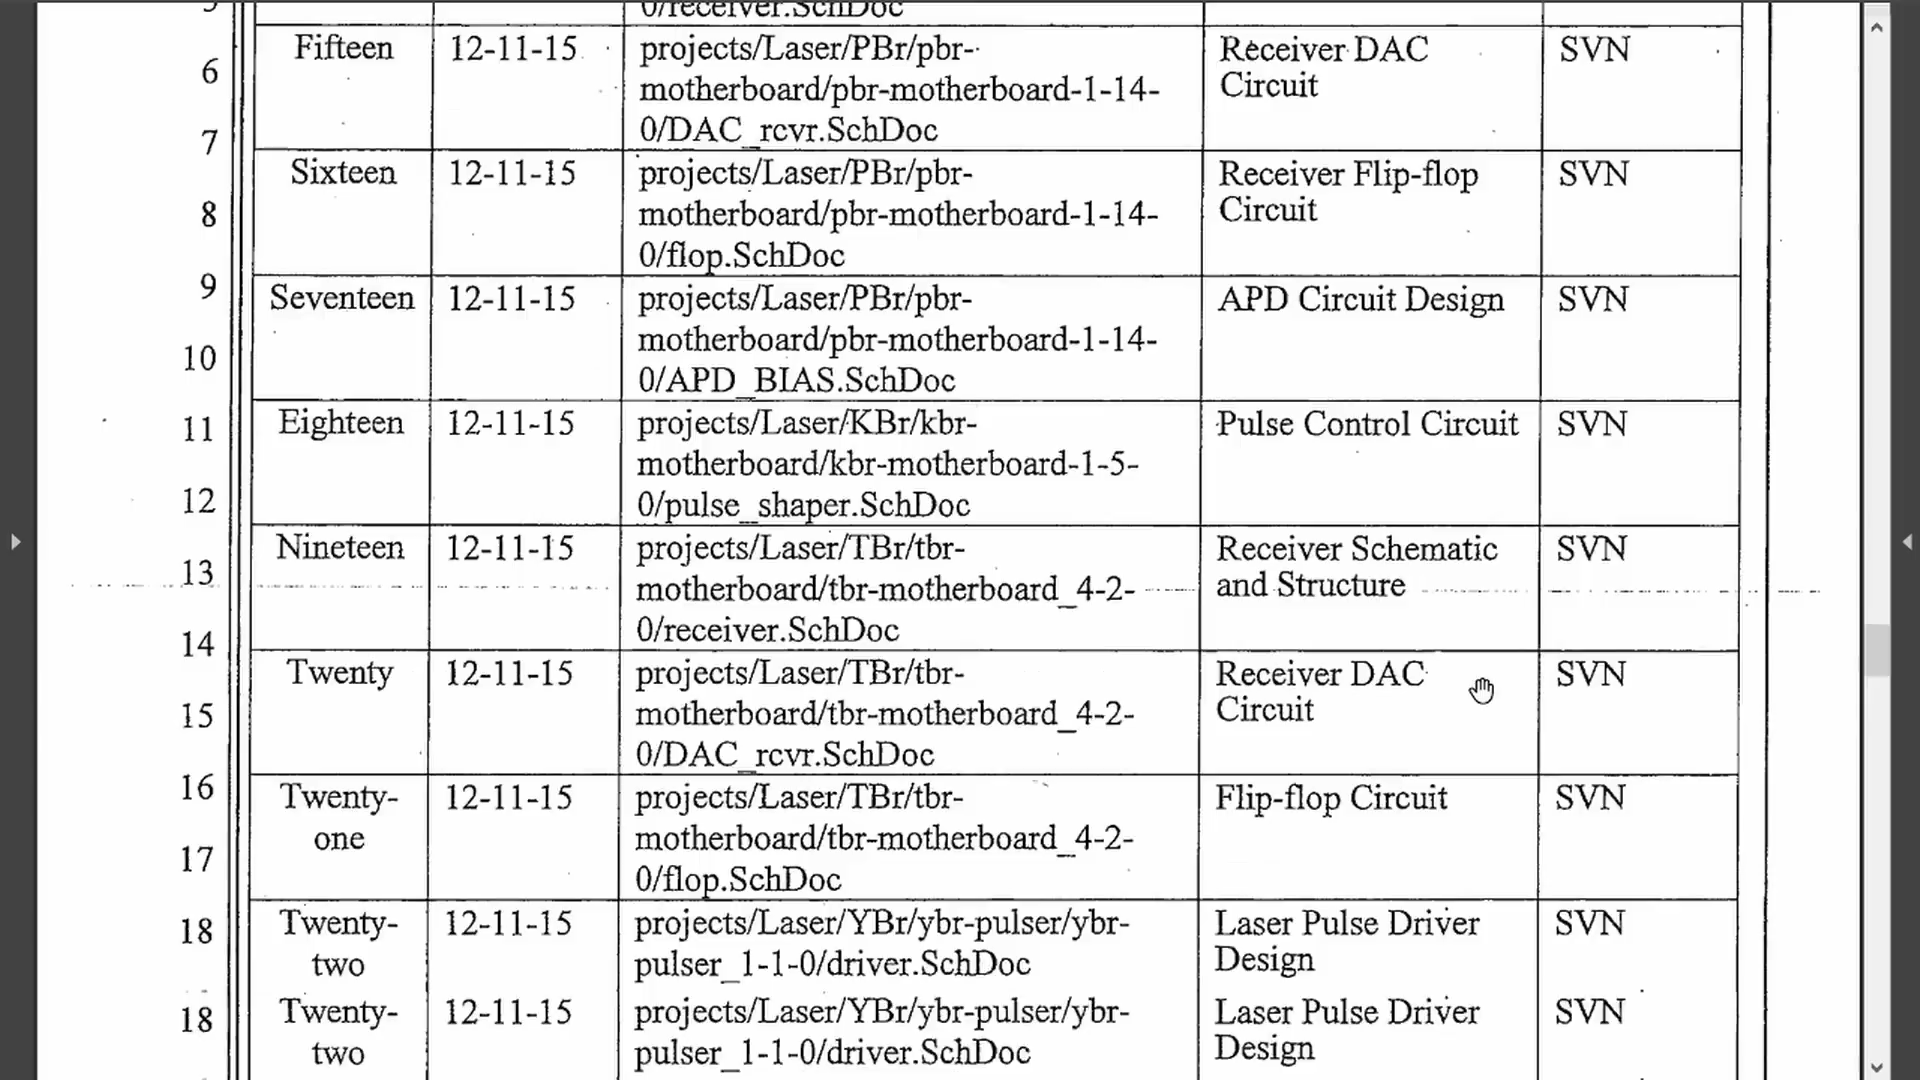 0/receiver.SchDoc
Fifteen 12-11-15 projects/Laser/PBr/pbr- Receiver DAC SVN
6 motherboard/pbr-motherboard-1-14- Circuit
7 0/DAC_rcvr.SchDoc
Sixteen 12-11-15 projects/Laser/PBr/pbr- Receiver Flip-flop SVN
8 motherboard/pbr-motherboard-1-14- Circuit
0/flop.SchDoc
9 Seventeen 12-11-15 projects/Laser/PBr/pbr- APD Circuit Design SVN
10 motherboard/pbr-motherboard-1-14-
0/APD_BIAS.SchDoc
11 Eighteen 12-11-15 projects/Laser/KBr/kbr- Pulse Control Circuit SVN
motherboard/kbr-motherboard-1-5-
12 0/pulse_shaper.SchDoc
Nineteen 12-11-15 projects/Laser/TBr/tbr- Receiver Schematic SVN
13 motherboard/tbr-motherboard_4-2- and Structure
14 0/receiver.SchDoc
Twenty 12-11-15 projects/Laser/TBr/tbr- Receiver DAC SVN
15 motherboard/tbr-motherboard_4-2- Circuit
0/DAC_rcvr.SchDoc
16 Twenty- 12-11-15 projects/Laser/TBr/tbr- Flip-flop Circuit SVN
17 one motherboard/tbr-motherboard_4-2-
0/flop.SchDoc
18 Twenty- 12-11-15 projects/Laser/YBr/ybr-pulser/ybr- Laser Pulse Driver SVN
two pulser_1-1-0/driver.SchDoc Design
18 Twenty- 12-11-15 projects/Laser/YBr/ybr-pulser/ybr- Laser Pulse Driver SVN
two pulser_1-1-0/driver.SchDoc Design